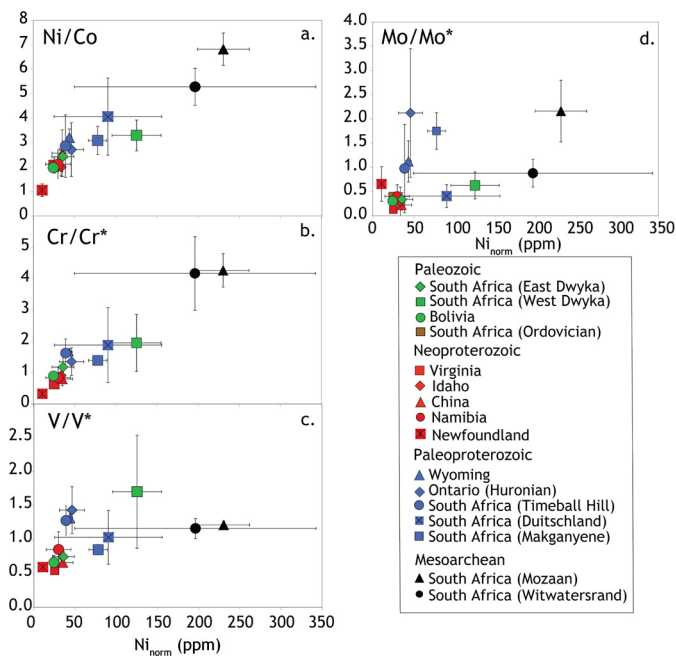 Ni/Co
a.
8
7
6
5
4
3
2
1
0
Cr/Cr*
b.
5
4
3
2
1
0
V/V*
c.
2.5
2.0
1.5
1.0
0.5
0.0
0 50 100 150 200 250 300 350
Ninorm (ppm)
Mo/Mo*
d.
4.0
3.5
3.0
2.5
2.0
1.5
1.0
0.5
0.0
0 50 100 150 200 250 300 350
Ninorm (ppm)
Paleozoic
South Africa (East Dwyka)
South Africa (West Dwyka)
Bolivia
South Africa (Ordovician)
Neoproterozoic
Virginia
Idaho
China
Namibia
Newfoundland
Paleoproterozoic
Wyoming
Ontario (Huronian)
South Africa (Timeball Hill)
South Africa (Duitschland)
South Africa (Makganyene)
Mesoarchean
South Africa (Mozaan)
South Africa (Witwatersrand)